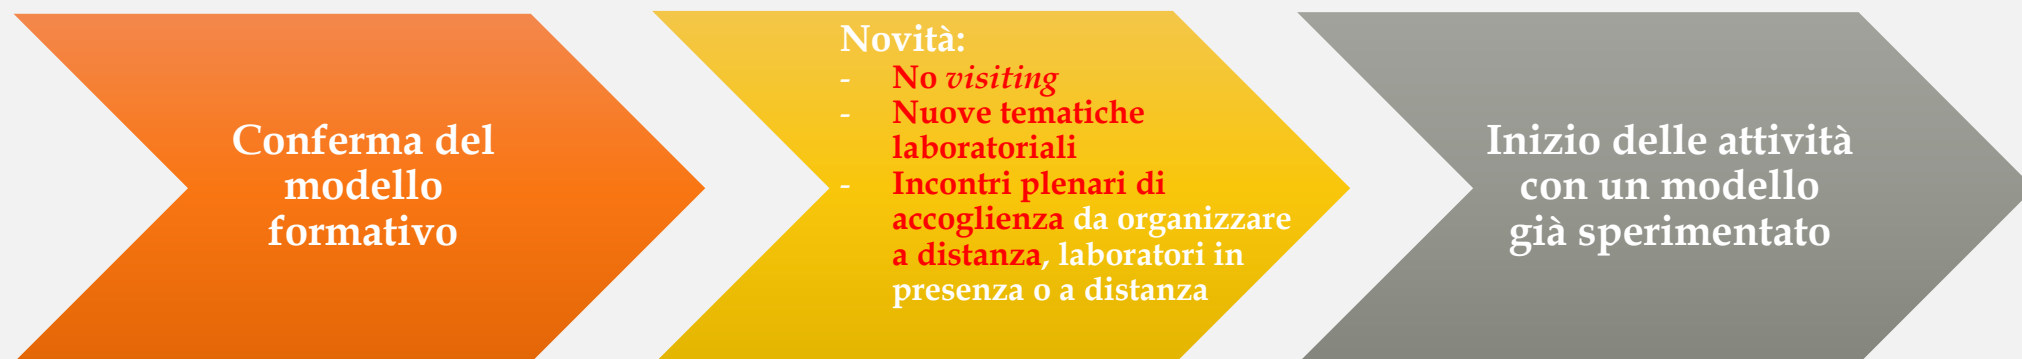 Conferma del
modello
formativo
Novità:
- No visiting
- Nuove tematiche
laboratoriali
- Incontri plenari di
accoglienza da organizzare
a distanza, laboratori in
presenza o a distanza
Inizio delle attività
con un modello
già sperimentato